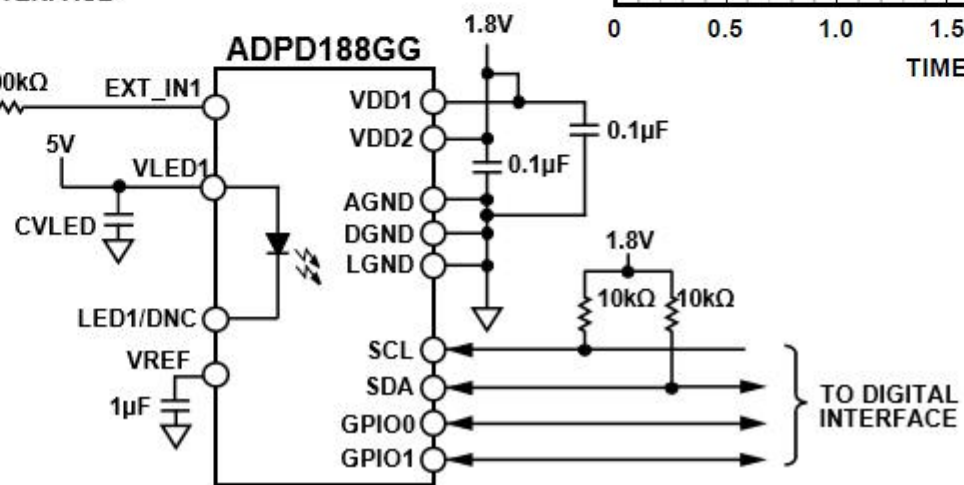 1.8V
0 0.5 1.0 1.5
TIME
ADPD188GG
EXT_IN1
5V
VLED1
CVLED
LED1/DNC
VREF
1µF
VDD1
VDD2
AGND
DGND
LGND
SCL
SDA
GPIO0
GPIO1
0.1µF
0.1µF
1.8V
10kΩ 10kΩ
TO DIGITAL
INTERFACE